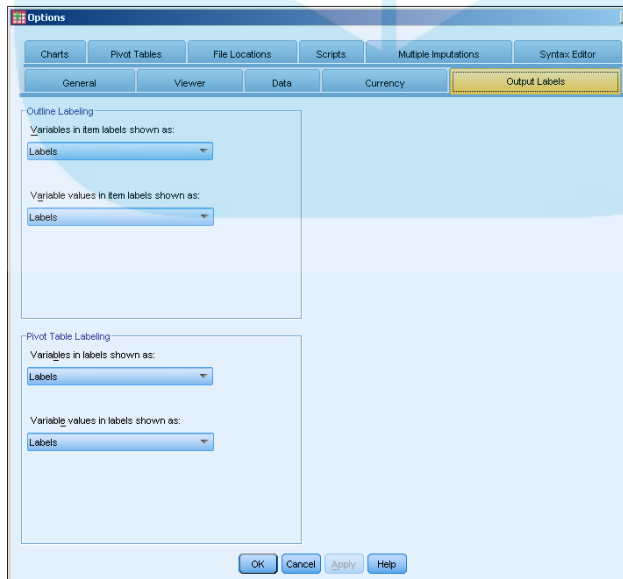 Options
Charts Pivot Tables File Locations Scripts Multiple Imputations Syntax Editor
General Viewer Data Currency Output Labels
Outline Labeling
Variables in item labels shown as:
Labels
Variable values in item labels shown as:
Labels
Pivot Table Labeling
Variables in labels shown as:
Labels
Variable values in labels shown as:
Labels
OK Cancel Apply Help